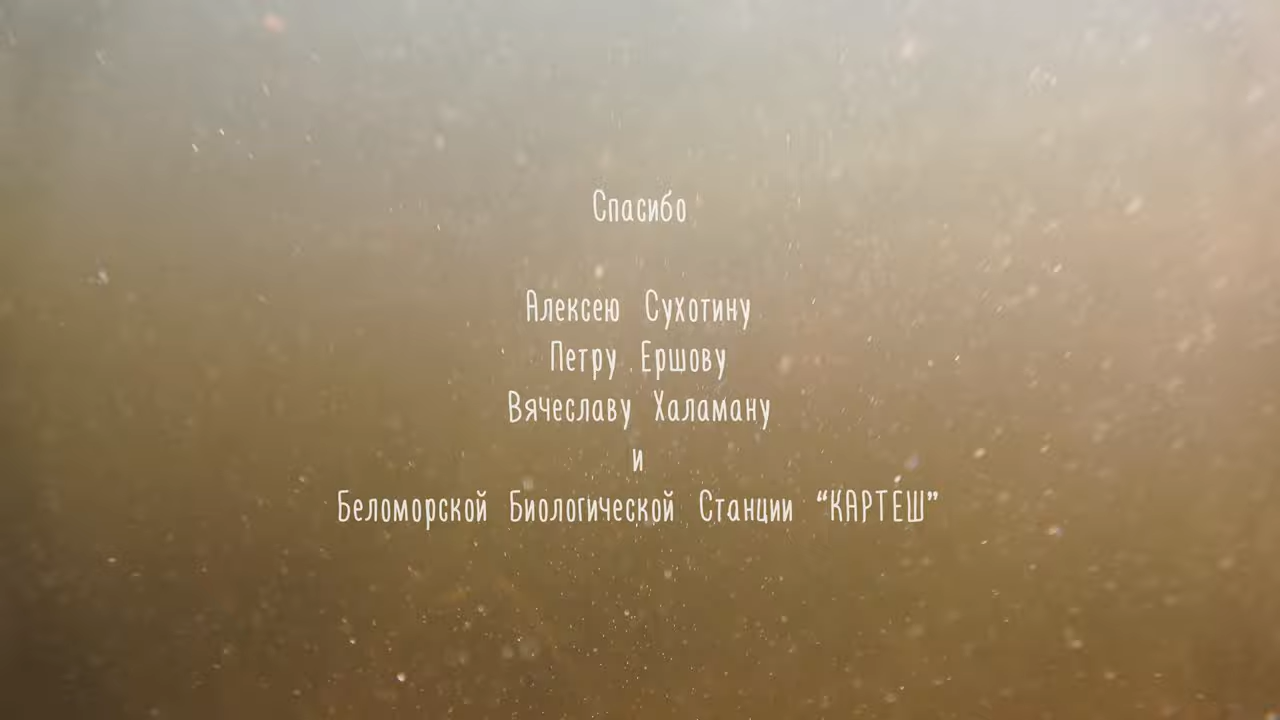 Спасибо
Алексею Сухотину
Петру Ершову
Вячеславу Халаману
и
Беломорской Биологической Станции “КАРТЕШ”